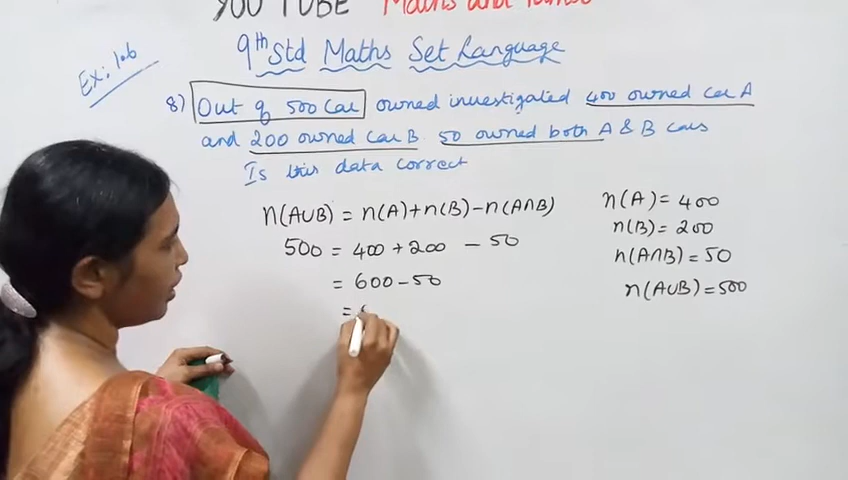 YOU TUBE Maths and
Ex: 1.6
9th Std Maths Set Language
8) Out of 500 Car owned investigated 400 owned car A
and 200 owned car B. 50 owned both A & B cars
Is this data correct
n(A∪B) = n(A)+n(B)-n(A∩B)
500 = 400 + 200 - 50
= 600 - 50
=
n(A) = 400
n(B) = 200
n(A∩B) = 50
n(A∪B) = 500